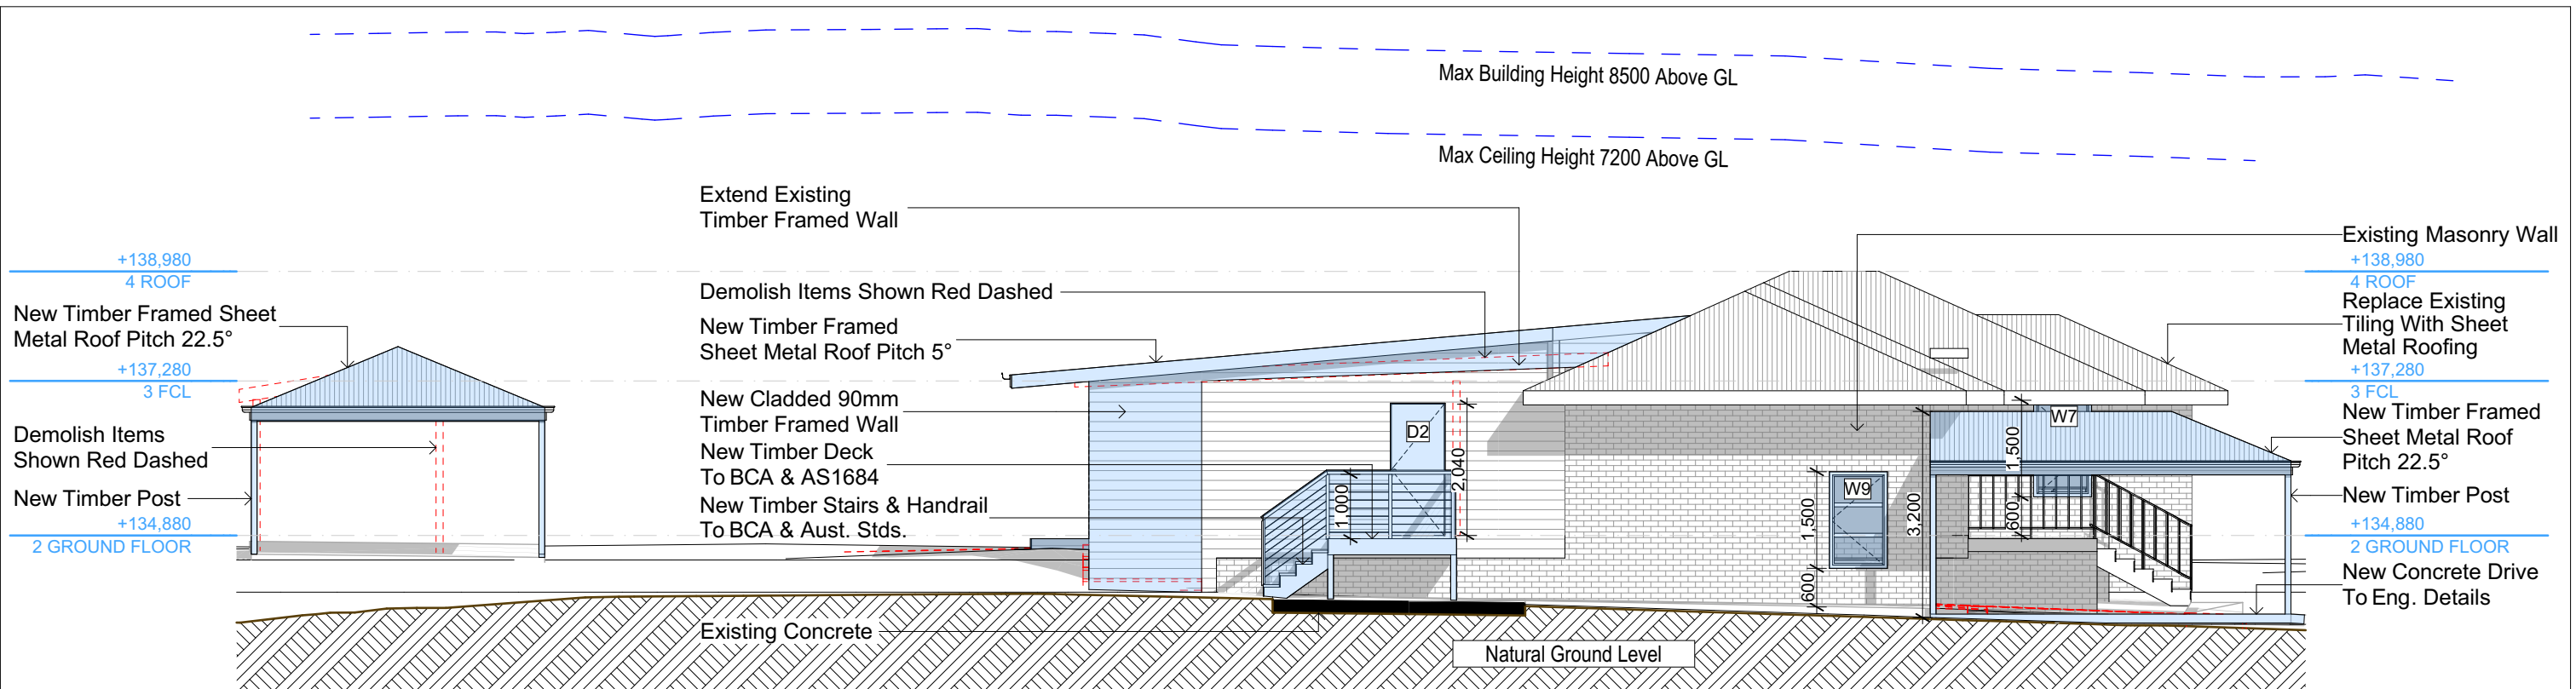 Max Building Height 8500 Above GL
Max Ceiling Height 7200 Above GL
Extend Existing
Timber Framed Wall
Existing Masonry Wall
+138,980
4 ROOF
+138,980
4 ROOF
New Timber Framed Sheet
Metal Roof Pitch 22.5°
Demolish Items Shown Red Dashed
New Timber Framed
Sheet Metal Roof Pitch 5°
Replace Existing
Tiling With Sheet
Metal Roofing
+137,280
3 FCL
+137,280
3 FCL
New Cladded 90mm
Timber Framed Wall
New Timber Framed
Sheet Metal Roof
Pitch 22.5°
Demolish Items
Shown Red Dashed
New Timber Deck
To BCA & AS1684
D2
W7
W9
1,000
2,040
1,500
600
3,200
1,500
600
New Timber Post
New Timber Stairs & Handrail
To BCA & Aust. Stds.
New Timber Post
+134,880
2 GROUND FLOOR
+134,880
2 GROUND FLOOR
New Concrete Drive
To Eng. Details
Existing Concrete
Natural Ground Level